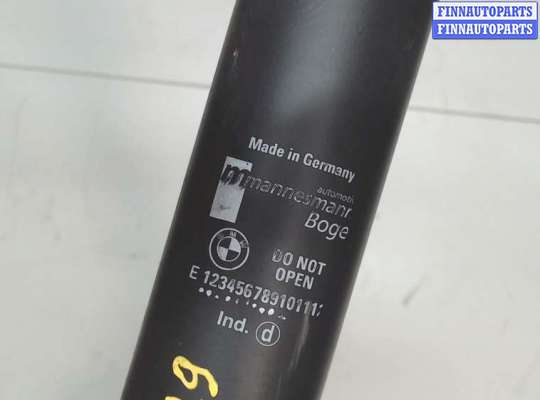 FINNAUTOPARTS
FINNAUTOPARTS
Made in Germany
automoti
mannesmann
Boge
DO NOT
OPEN
E 123456789101112
Ind. d